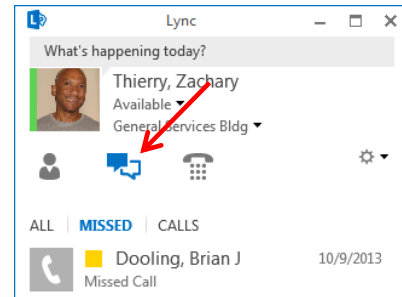 Lync
What's happening today?
Thierry, Zachary
Available
General Services Bldg
ALL MISSED CALLS
Dooling, Brian J 10/9/2013
Missed Call